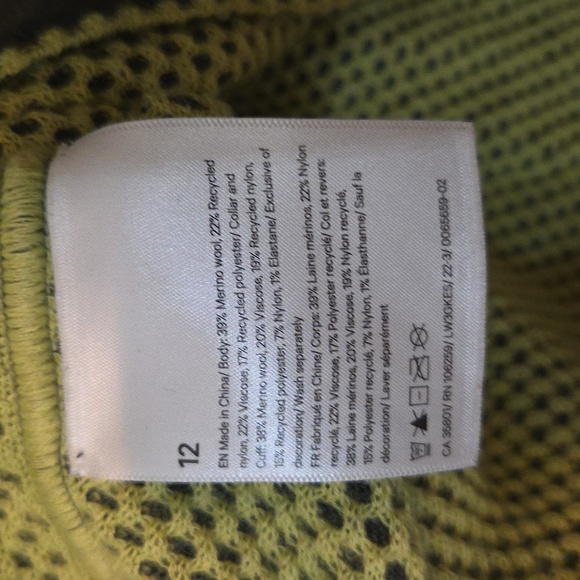 12
EN Made in China/ Body: 39% Merino wool, 22% Recycled
nylon, 22% Viscose, 17% Recycled polyester/ Collar and
Cuff: 38% Merino wool, 20% Viscose, 19% Recycled nylon,
15% Recycled polyester, 7% Nylon, 1% Elastane/ Exclusive of
decoration/ Wash separately
FR Fabriqué en Chine/ Corps: 39% Laine mérinos, 22% Nylon
recyclé, 22% Viscose, 17% Polyester recyclé/ Col et revers:
38% Laine mérinos, 20% Viscose, 19% Nylon recyclé,
15% Polyester recyclé, 7% Nylon, 1% Élasthanne/ Sauf la
décoration/ Laver séparément
CA 36801/ RN 106259/ LW3GKES/ 22-3/ 0065659-02